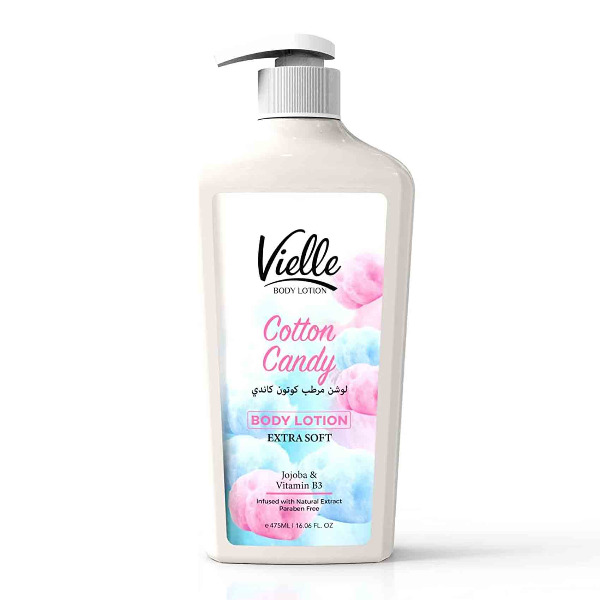 Vielle
BODY LOTION
Cotton
Candy
لوشن مرطب كوتون كاندي
BODY LOTION
EXTRA SOFT
Jojoba &
Vitamin B3
Infused with Natural Extract
Paraben Free
e 475ML | 16.06 FL. OZ